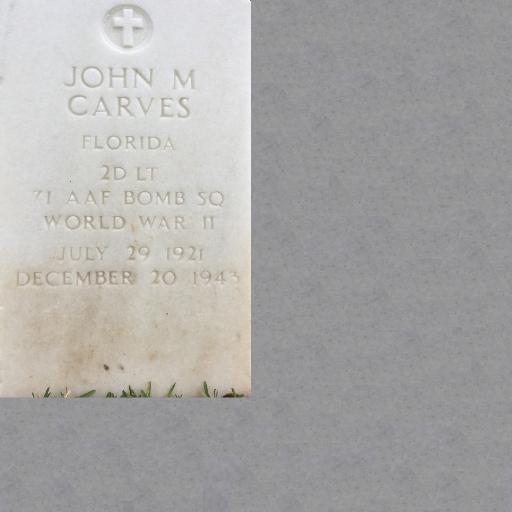 JOHN M
CARVES
FLORIDA
2D LT
71 AAF BOMB SQ
WORLD WAR II
JULY 29 1921
DECEMBER 20 1943